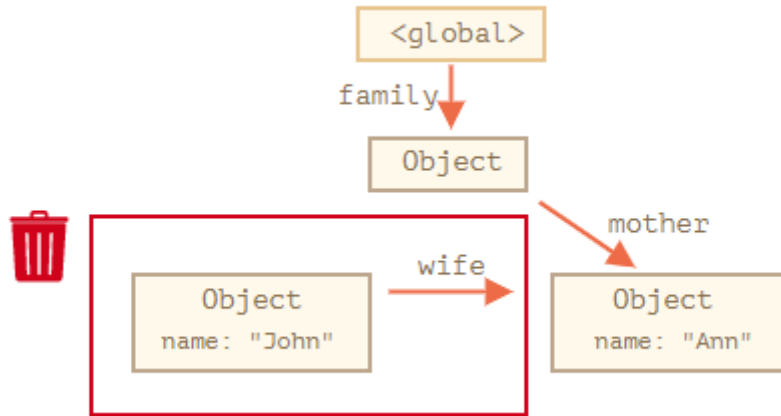 <global>
family
Object
mother
wife
Object
name: "John"
Object
name: "Ann"